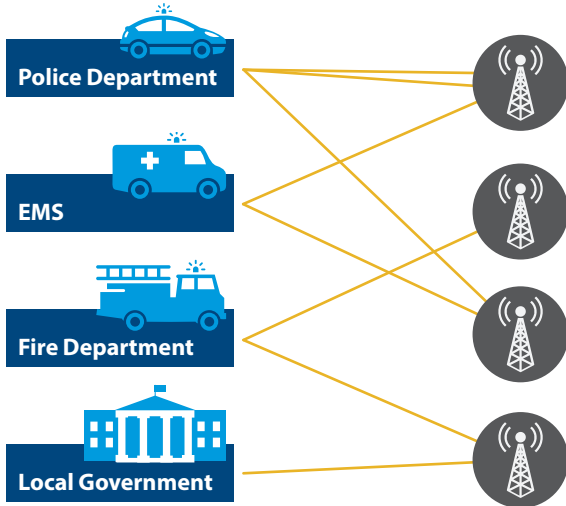 Police Department
EMS
Fire Department
Local Government